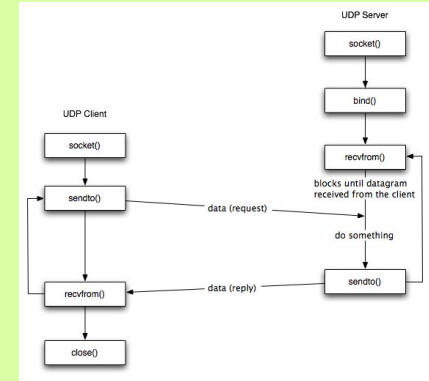 UDP Server
socket()
bind()
UDP Client
socket()
recvfrom()
blocks until datagram
received from the client
sendto()
data (request)
do something
sendto()
data (reply)
recvfrom()
close()